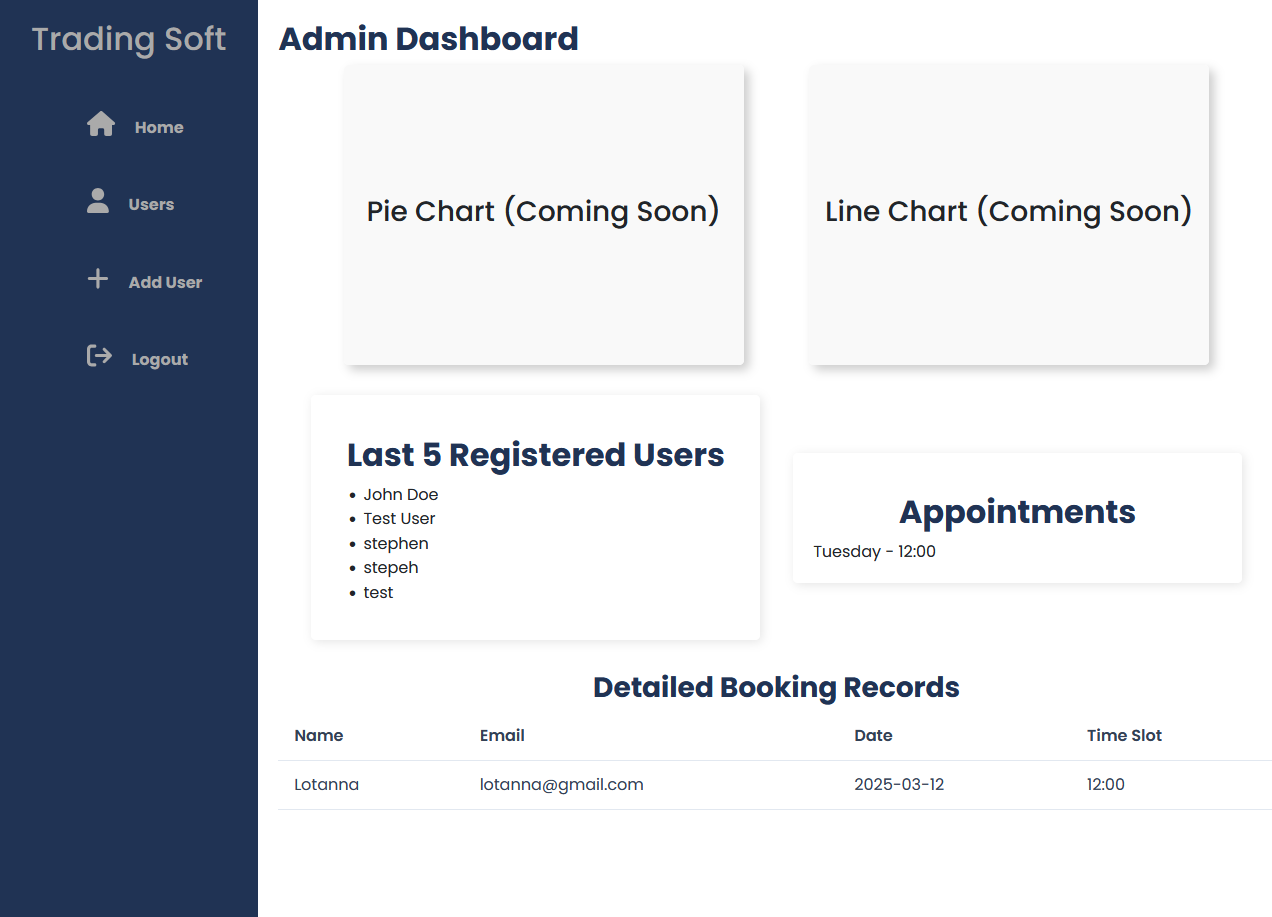 Trading Soft
Home
Users
Add User
Logout
Admin Dashboard
Pie Chart (Coming Soon)
Line Chart (Coming Soon)
Last 5 Registered Users
• John Doe
• Test User
• stephen
• stepeh
• test
Appointments
Tuesday - 12:00
Detailed Booking Records
Name Email Date Time Slot
Lotanna lotanna@gmail.com 2025-03-12 12:00